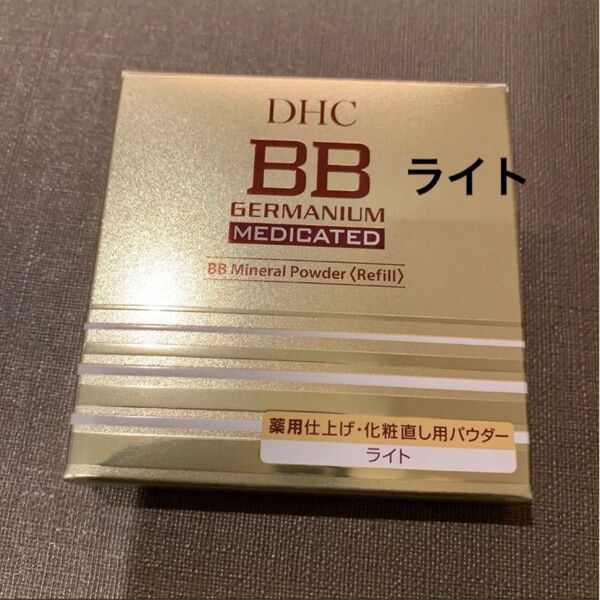 DHC
BB
ライト
GERMANIUM
MEDICATED
BB Mineral Powder〈Refill〉
薬用仕上げ・化粧直し用パウダー
ライト